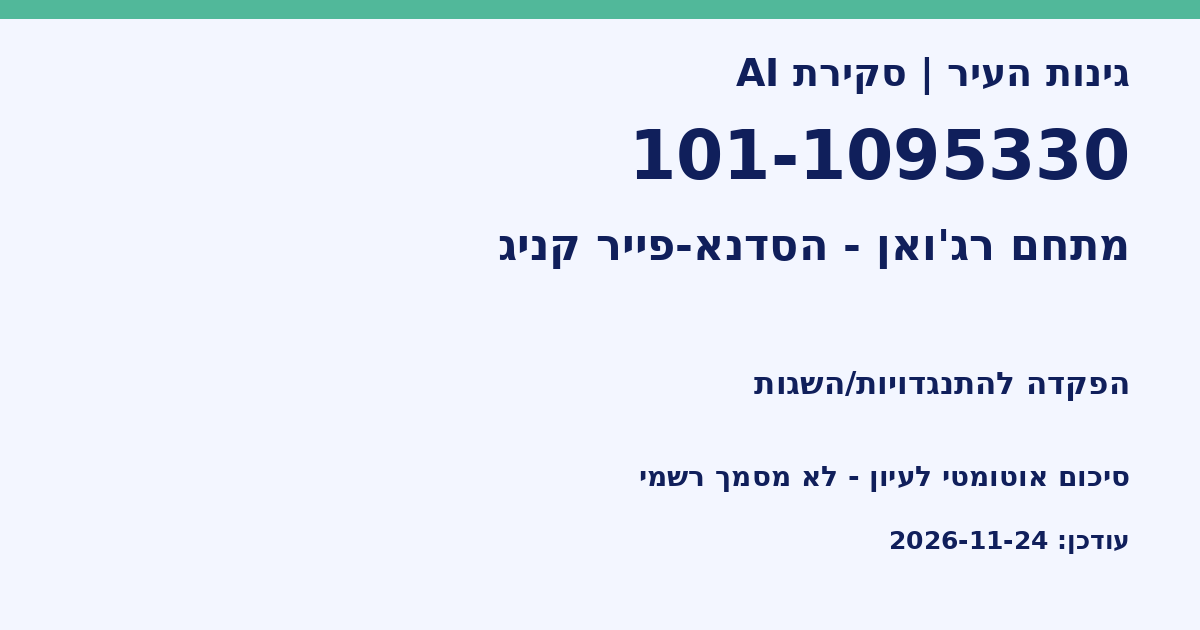 גינות העיר | סקירת AI
101-1095330
מתחם רג'ואן - הסדנא-פייר קניג
הפקדה להתנגדויות/השגות
סיכום אוטומטי לעיון - לא מסמך רשמי
עודכן: 2026-11-24